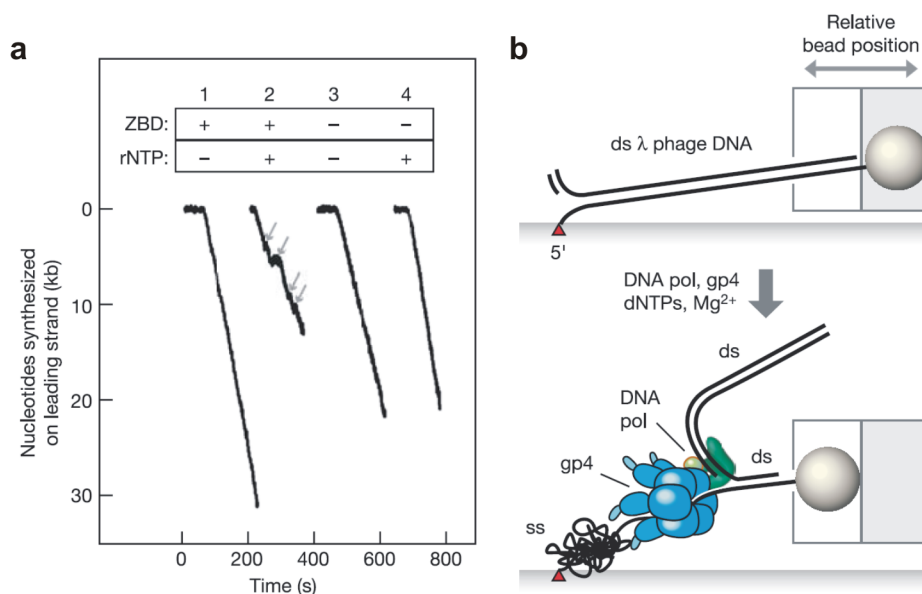 a
1 2 3 4
ZBD: + + – –
rNTP: – + – +
Nucleotides synthesized
on leading strand (kb)
0
10
20
30
0 200 400 600 800
Time (s)
b
Relative
bead position
ds λ phage DNA
5'
DNA pol, gp4
dNTPs, Mg²⁺
ds
DNA
pol
ds
gp4
ss